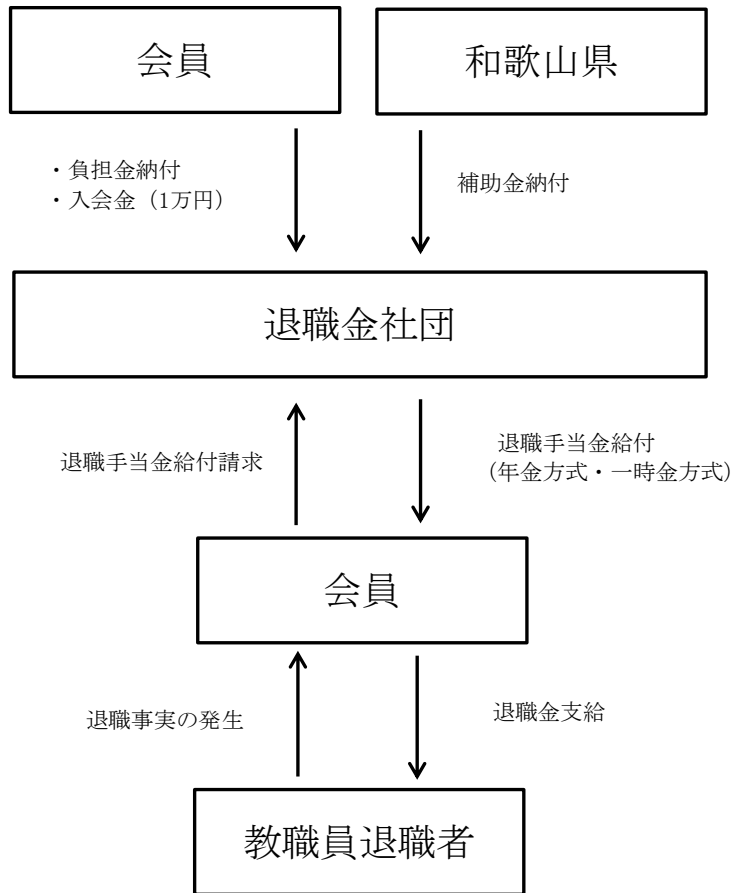 会員
和歌山県
・負担金納付
・入会金（1万円）
補助金納付
退職金社団
退職手当金給付請求
退職手当金給付
（年金方式・一時金方式）
会員
退職事実の発生
退職金支給
教職員退職者